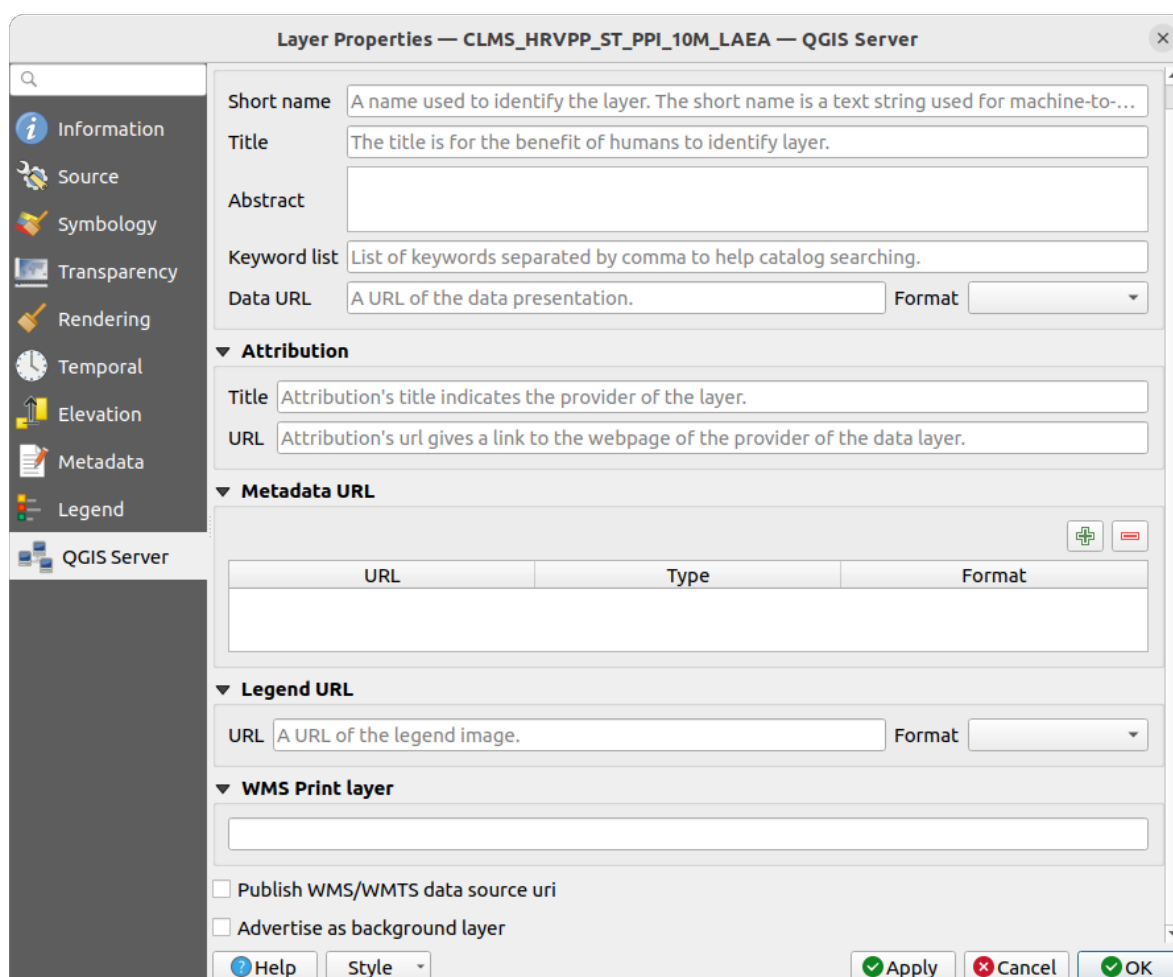 Layer Properties — CLMS_HRVPP_ST_PPI_10M_LAEA — QGIS Server
Information
Source
Symbology
Transparency
Rendering
Temporal
Elevation
Metadata
Legend
QGIS Server
Short name A name used to identify the layer. The short name is a text string used for machine-to-...
Title The title is for the benefit of humans to identify layer.
Abstract
Keyword list List of keywords separated by comma to help catalog searching.
Data URL A URL of the data presentation. Format
Attribution
Title Attribution's title indicates the provider of the layer.
URL Attribution's url gives a link to the webpage of the provider of the data layer.
Metadata URL
URL Type Format
Legend URL
URL A URL of the legend image. Format
WMS Print layer
Publish WMS/WMTS data source uri
Advertise as background layer
Help Style Apply Cancel OK